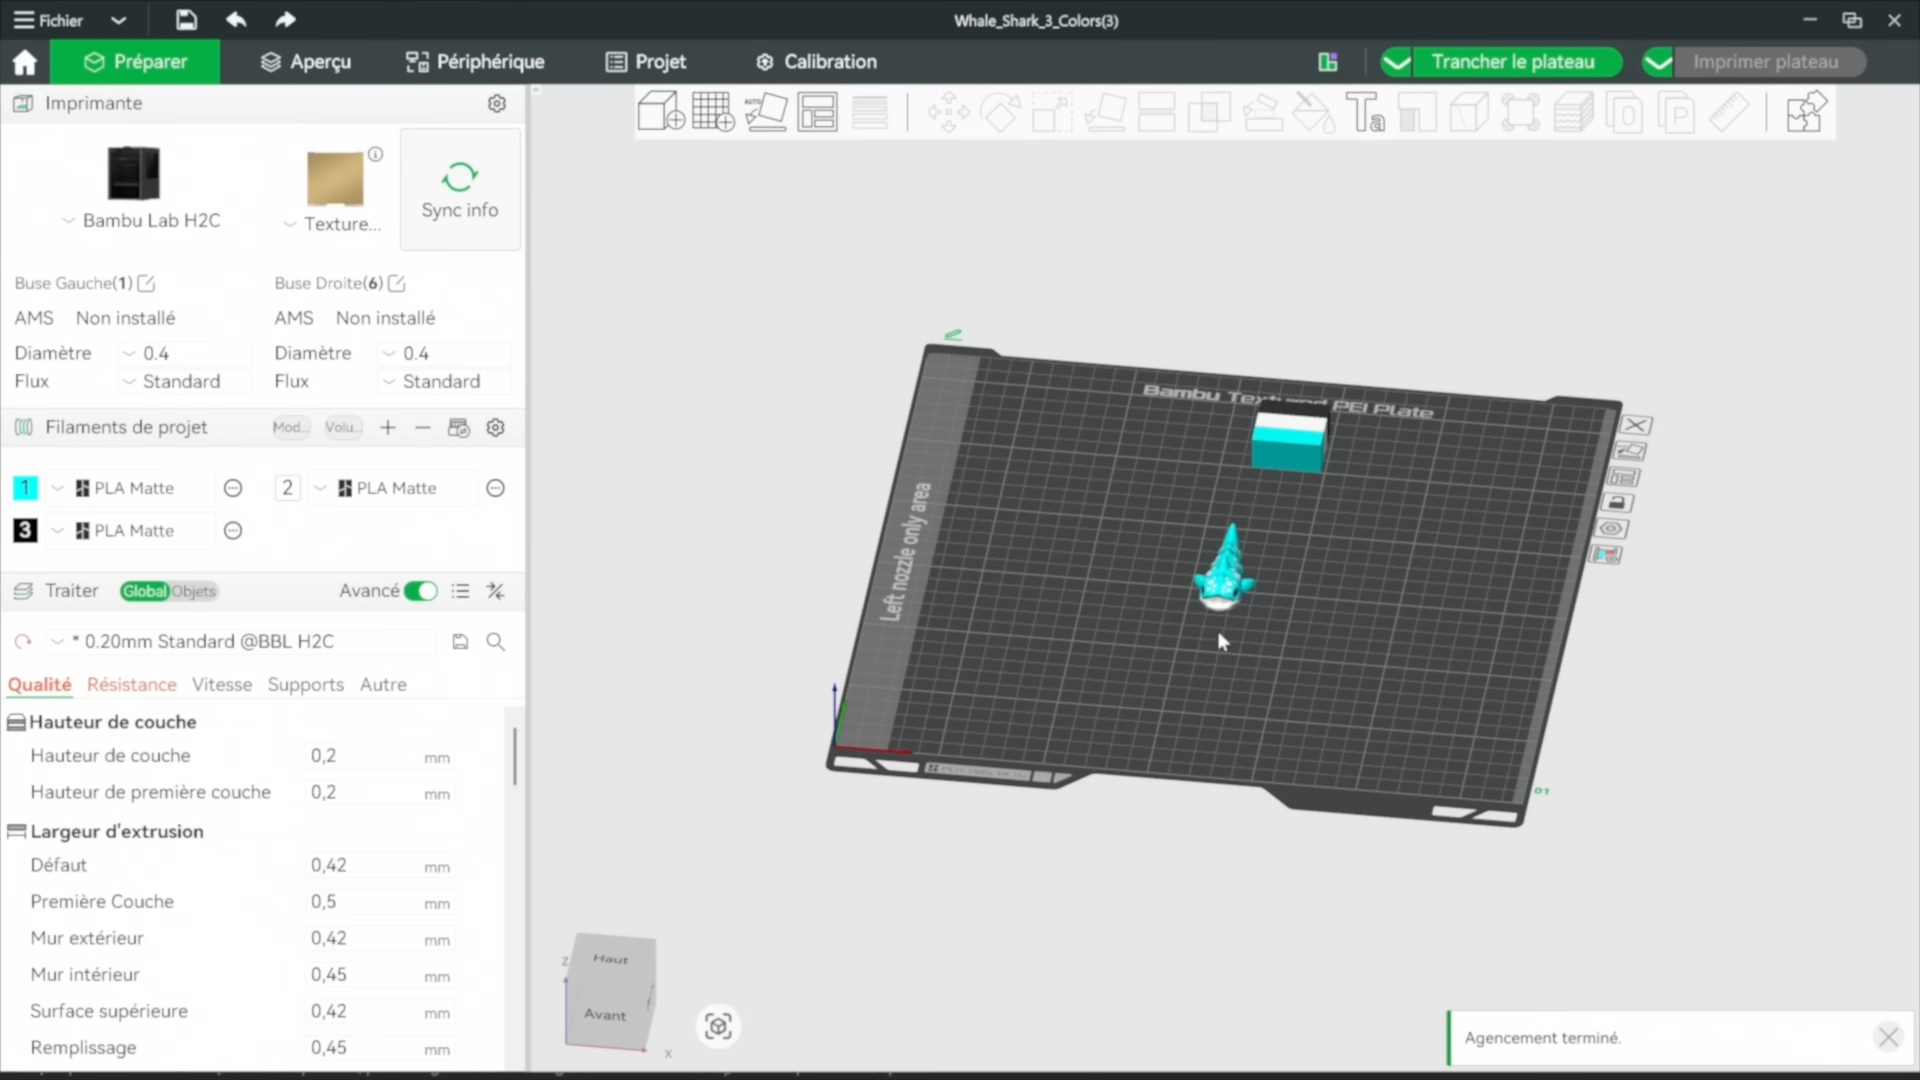 Fichier
Whale_Shark_3_Colors(3)
Préparer
Aperçu
Périphérique
Projet
Calibration
Trancher le plateau
Imprimer plateau
Imprimante
AUTO
Bambu Lab H2C
Texture...
Sync info
Buse Gauche(1)
Buse Droite(6)
AMS Non installé
AMS Non installé
Diamètre 0.4
Diamètre 0.4
Flux Standard
Flux Standard
Filaments de projet
Mod...
Volu...
1 PLA Matte
2 PLA Matte
3 PLA Matte
Traiter
Global
Objets
Avancé
* 0.20mm Standard @BBL H2C
Qualité
Résistance
Vitesse
Supports
Autre
Hauteur de couche
Hauteur de couche 0,2 mm
Hauteur de première couche 0,2 mm
Largeur d'extrusion
Défaut 0,42 mm
Première Couche 0,5 mm
Mur extérieur 0,42 mm
Mur intérieur 0,45 mm
Surface supérieure 0,42 mm
Remplissage 0,45 mm
Bambu Textured PEI Plate
Left nozzle only area
01
Haut
Avant
Z
X
Agencement terminé.